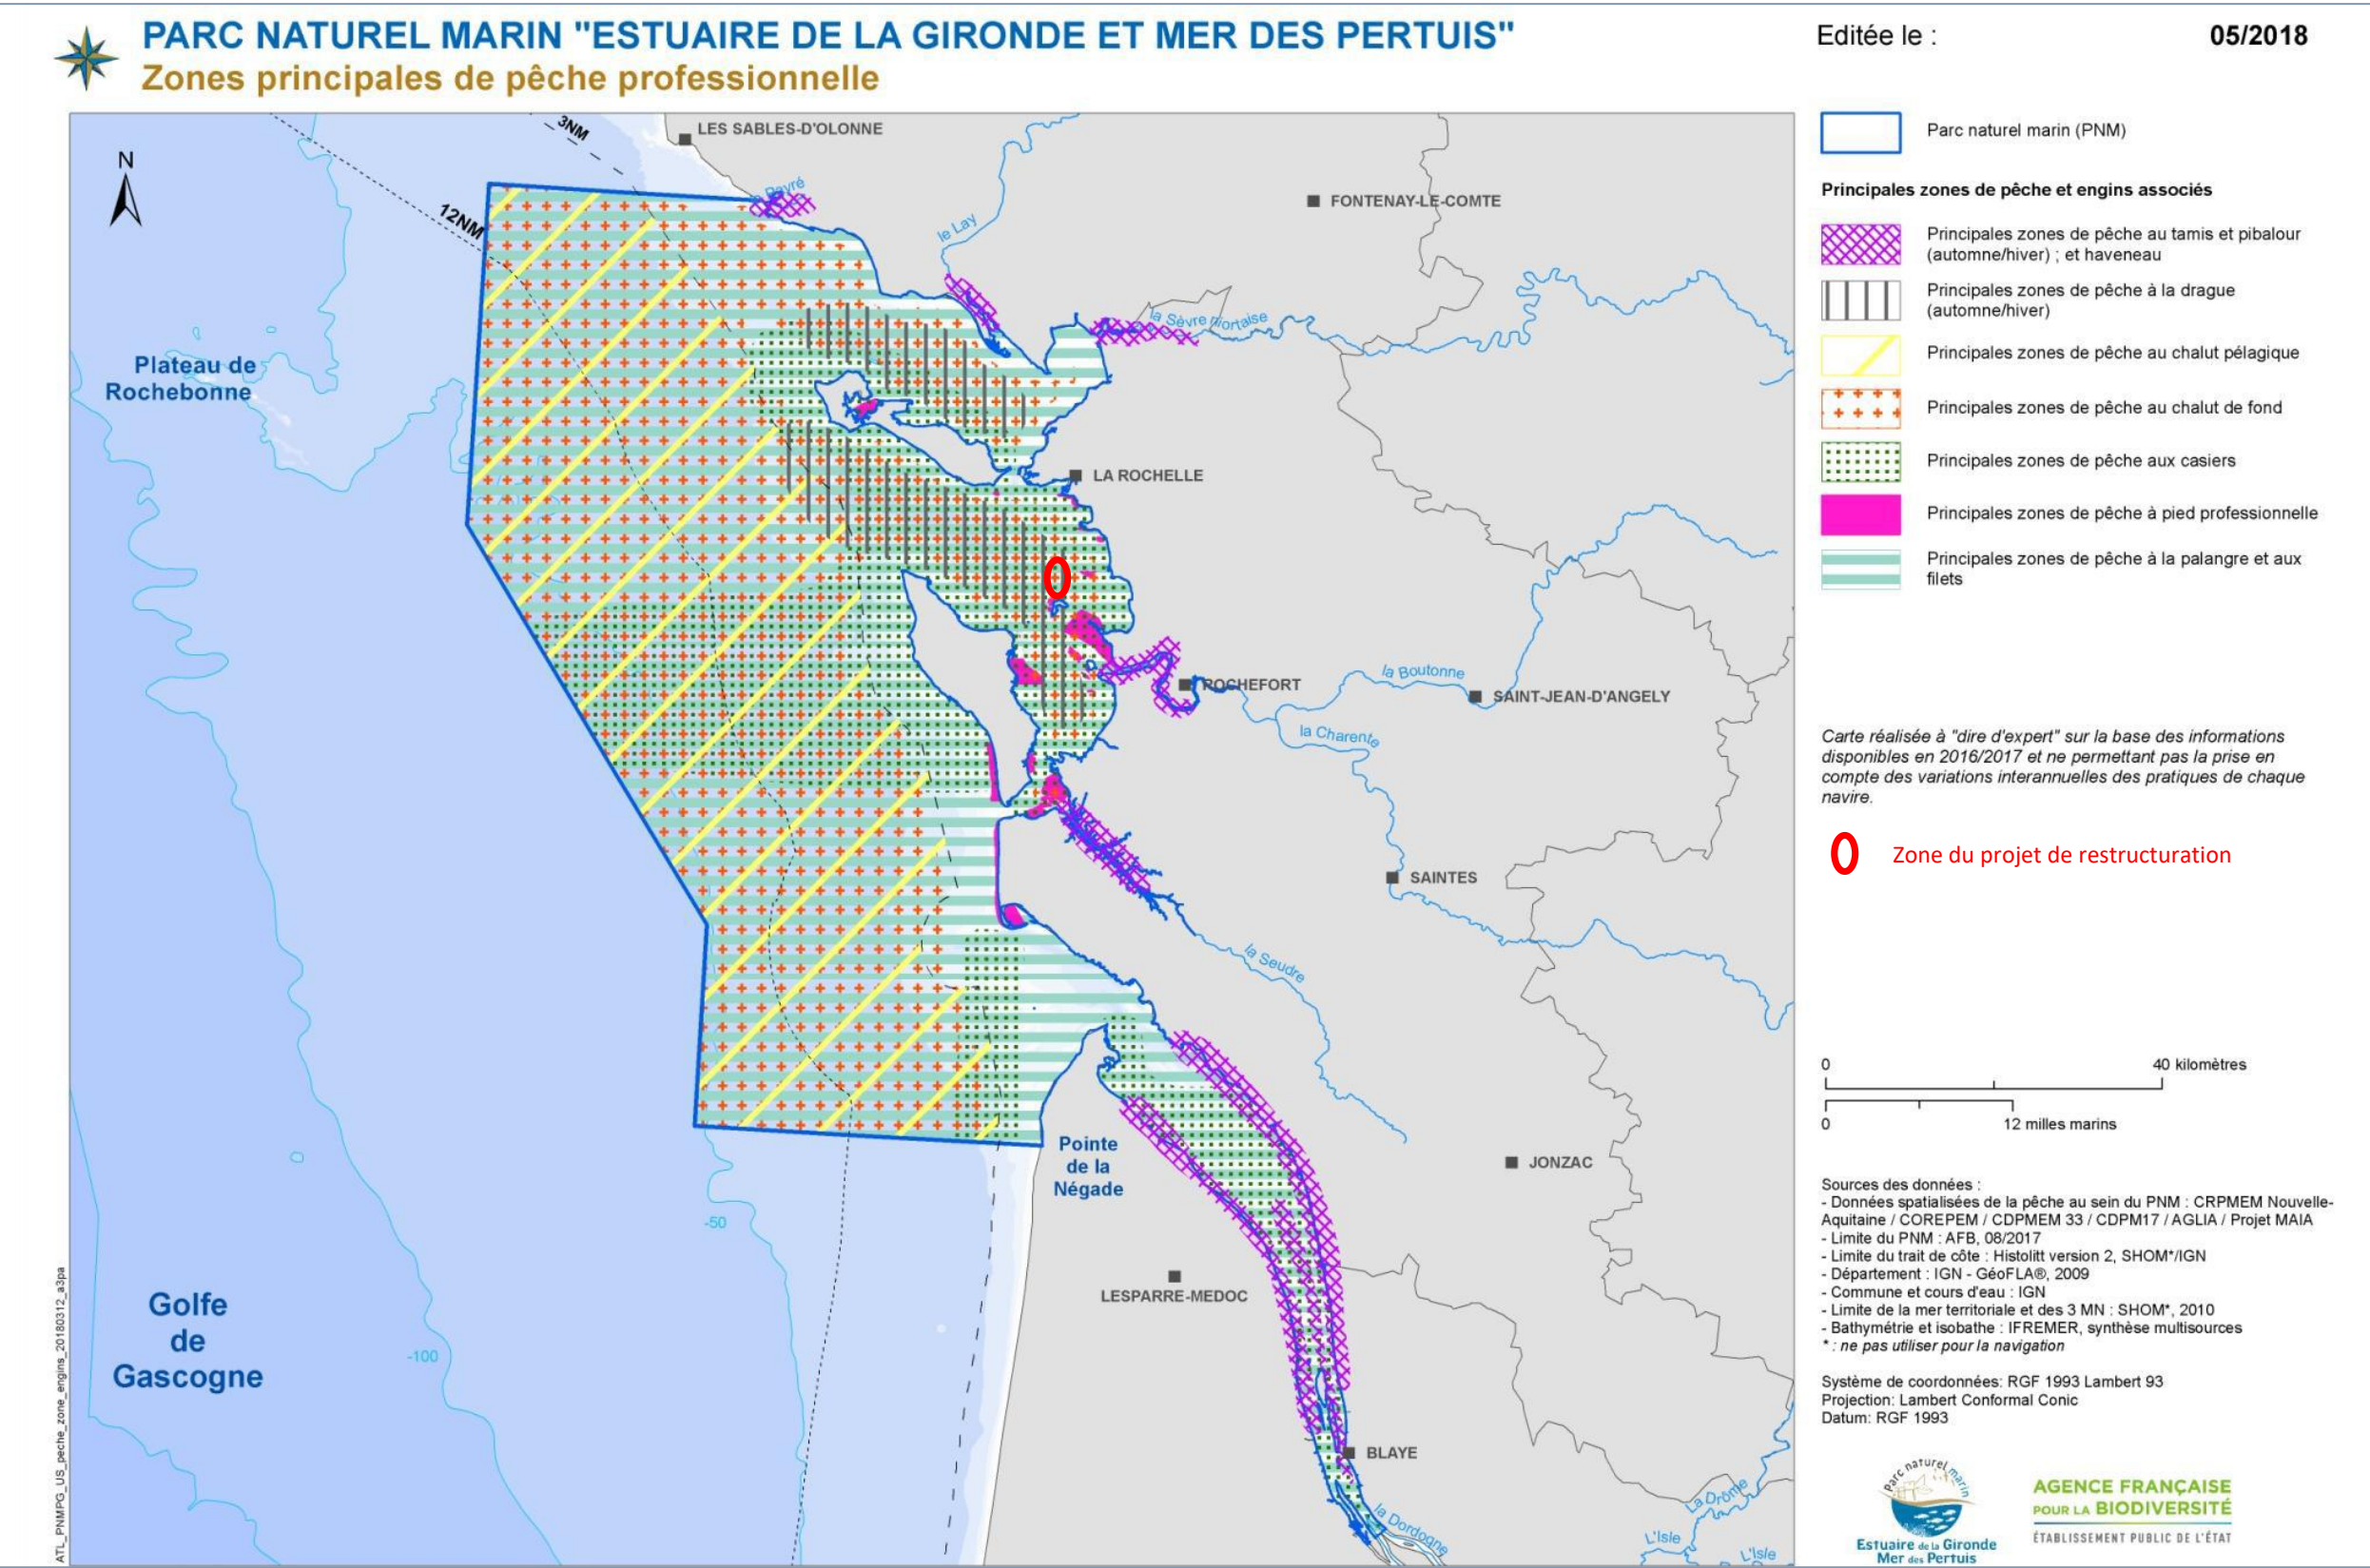 PARC NATUREL MARIN "ESTUAIRE DE LA GIRONDE ET MER DES PERTUIS"
Zones principales de pêche professionnelle
Editée le : 05/2018
N
3NM
12NM
LES SABLES-D'OLONNE
Payré
le Lay
FONTENAY-LE-COMTE
la Sèvre niortaise
Plateau de
Rochebonne
LA ROCHELLE
ROCHEFORT
la Boutonne
SAINT-JEAN-D'ANGELY
la Charente
SAINTES
la Seudre
Pointe
de la
Négade
JONZAC
-50
LESPARRE-MEDOC
Golfe
de
Gascogne
-100
BLAYE
la Dordogne
La Drôme
L'Isle
L'Isle
ATL_PNMPG_US_peche_zone_engins_20180312_a3pa
Parc naturel marin (PNM)
Principales zones de pêche et engins associés
Principales zones de pêche au tamis et pibalour
(automne/hiver) ; et haveneau
Principales zones de pêche à la drague
(automne/hiver)
Principales zones de pêche au chalut pélagique
Principales zones de pêche au chalut de fond
Principales zones de pêche aux casiers
Principales zones de pêche à pied professionnelle
Principales zones de pêche à la palangre et aux
filets
Carte réalisée à "dire d'expert" sur la base des informations
disponibles en 2016/2017 et ne permettant pas la prise en
compte des variations interannuelles des pratiques de chaque
navire.
Zone du projet de restructuration
0 40 kilomètres
0 12 milles marins
Sources des données :
- Données spatialisées de la pêche au sein du PNM : CRPMEM Nouvelle-
Aquitaine / COREPEM / CDPMEM 33 / CDPM17 / AGLIA / Projet MAIA
- Limite du PNM : AFB, 08/2017
- Limite du trait de côte : Histolitt version 2, SHOM*/IGN
- Département : IGN - GéoFLA®, 2009
- Commune et cours d'eau : IGN
- Limite de la mer territoriale et des 3 MN : SHOM*, 2010
- Bathymétrie et isobathe : IFREMER, synthèse multisources
* : ne pas utiliser pour la navigation
Système de coordonnées: RGF 1993 Lambert 93
Projection: Lambert Conformal Conic
Datum: RGF 1993
Parc naturel marin
Estuaire de la Gironde
Mer des Pertuis
AGENCE FRANÇAISE
POUR LA BIODIVERSITÉ
ÉTABLISSEMENT PUBLIC DE L'ÉTAT